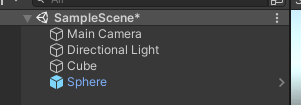 SampleScene*
Main Camera
Directional Light
Cube
Sphere